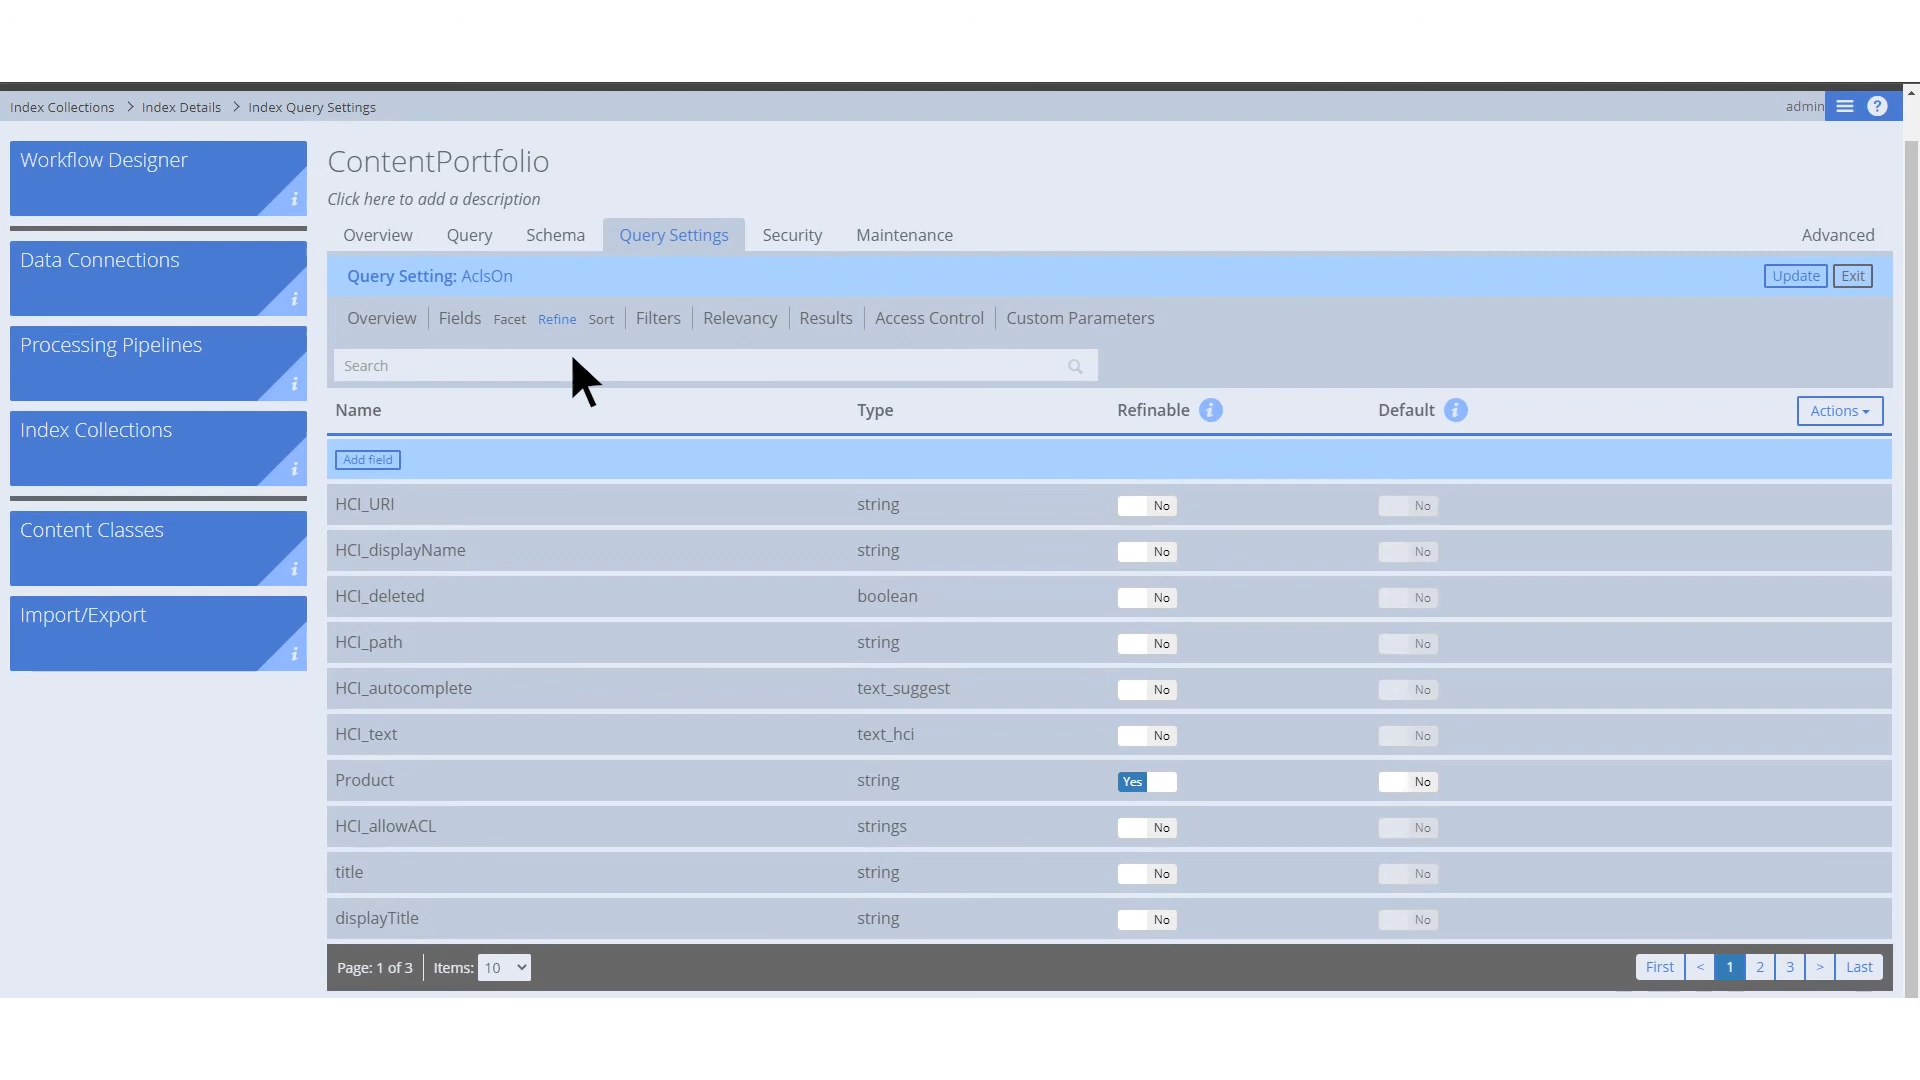 Index Collections > Index Details > Index Query Settings
admin
?
Workflow Designer
i
Data Connections
i
Processing Pipelines
i
Index Collections
i
Content Classes
i
Import/Export
i
ContentPortfolio
Click here to add a description
Overview Query Schema Query Settings Security Maintenance Advanced
Query Setting: AclsOn Update Exit
Overview Fields Facet Refine Sort Filters Relevancy Results Access Control Custom Parameters
Search
Name Type Refinable i Default i Actions
Add field
HCI_URI string No No
HCI_displayName string No No
HCI_deleted boolean No No
HCI_path string No No
HCI_autocomplete text_suggest No No
HCI_text text_hci No No
Product string Yes No
HCI_allowACL strings No No
title string No No
displayTitle string No No
Page: 1 of 3 Items: 10 First < 1 2 3 > Last